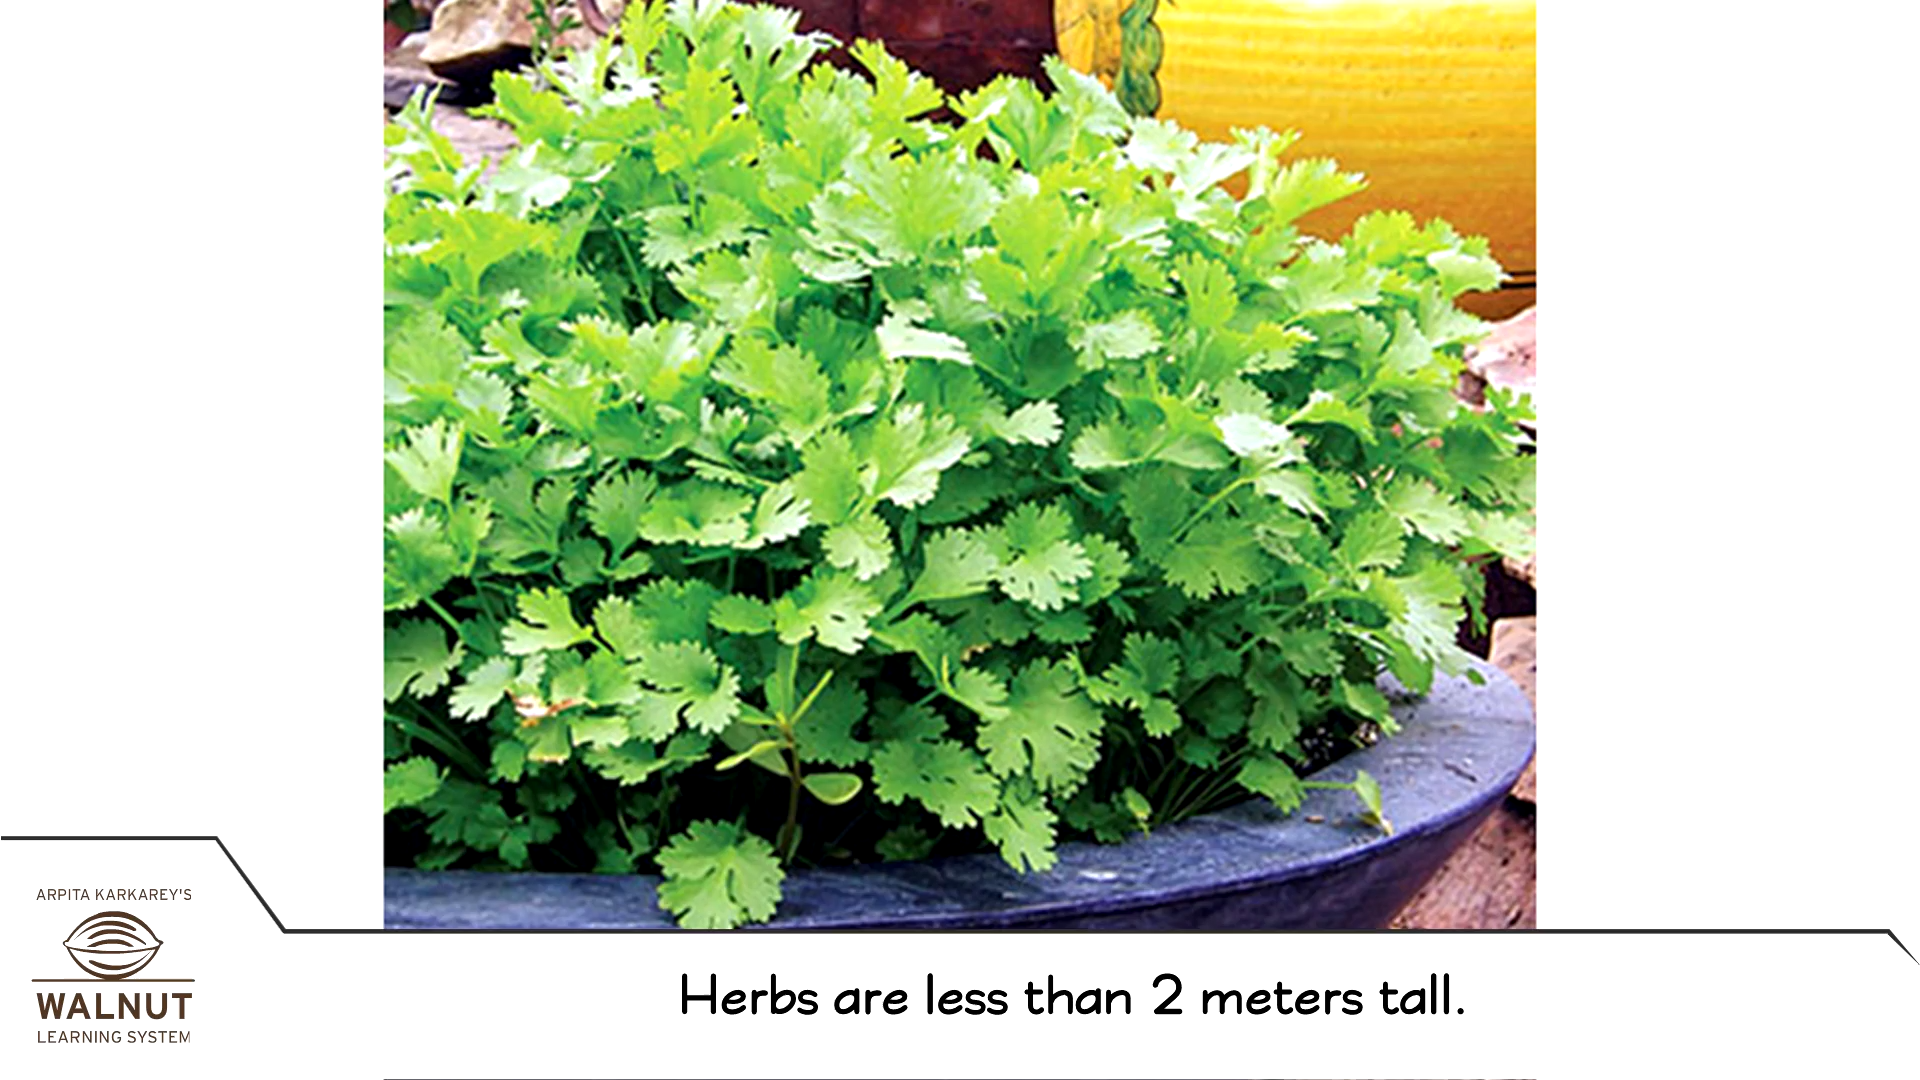 ARPITA KARKAREY'S
WALNUT
LEARNING SYSTEM
Herbs are less than 2 meters tall.